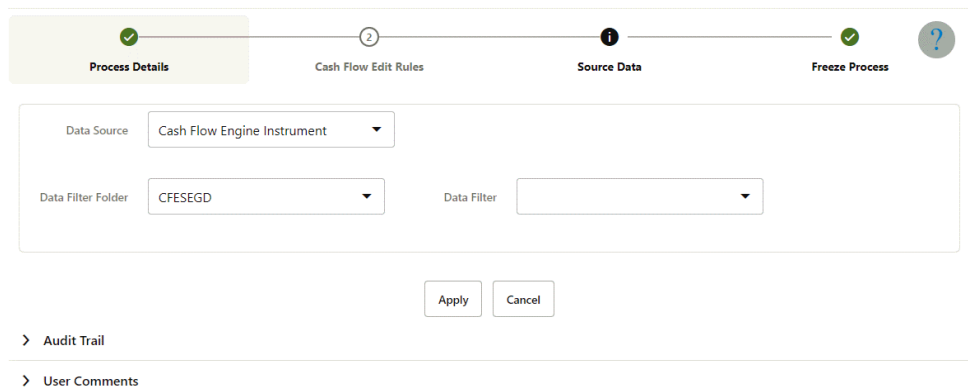 2
i
?
Process Details
Cash Flow Edit Rules
Source Data
Freeze Process
Data Source
Cash Flow Engine Instrument
Data Filter Folder
CFESEGD
Data Filter
Apply
Cancel
Audit Trail
User Comments